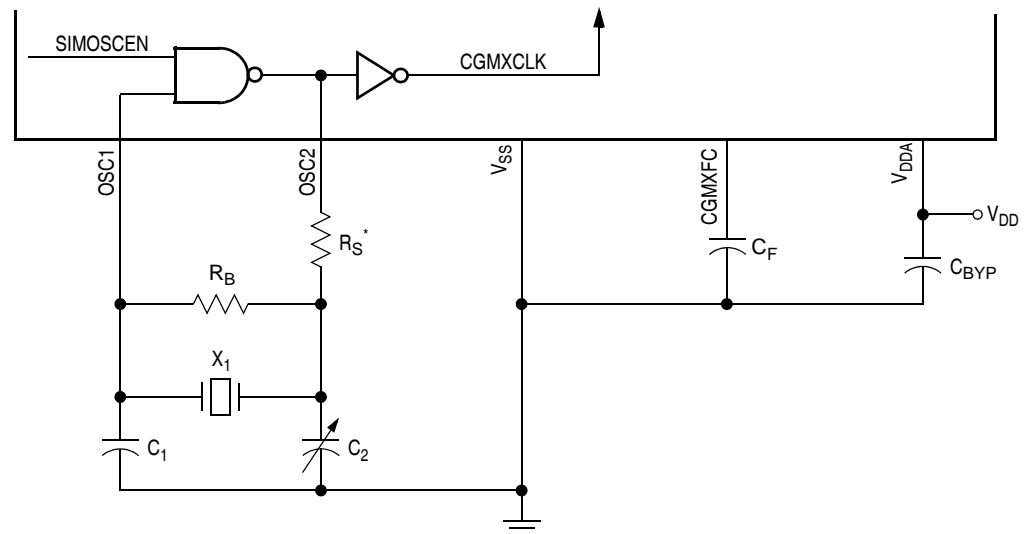 SIMOSCEN
CGMXCLK
OSC1
OSC2
VSS
CGMXFC
VDDA
VDD
RS*
CF
CBYP
RB
X1
C1
C2